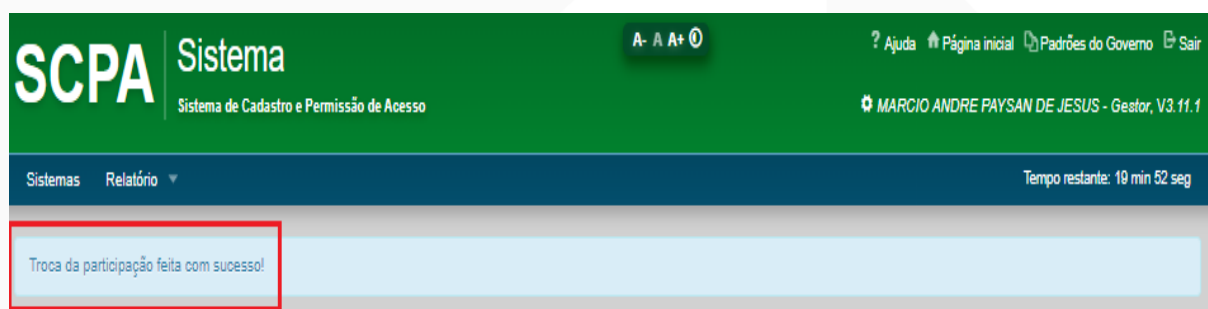 SCPA
Sistema
Sistema de Cadastro e Permissão de Acesso
A- A A+
? Ajuda Página inicial Padrões do Governo Sair
MARCIO ANDRE PAYSAN DE JESUS - Gestor, V3.11.1
Sistemas Relatório
Tempo restante: 19 min 52 seg
Troca da participação feita com sucesso!